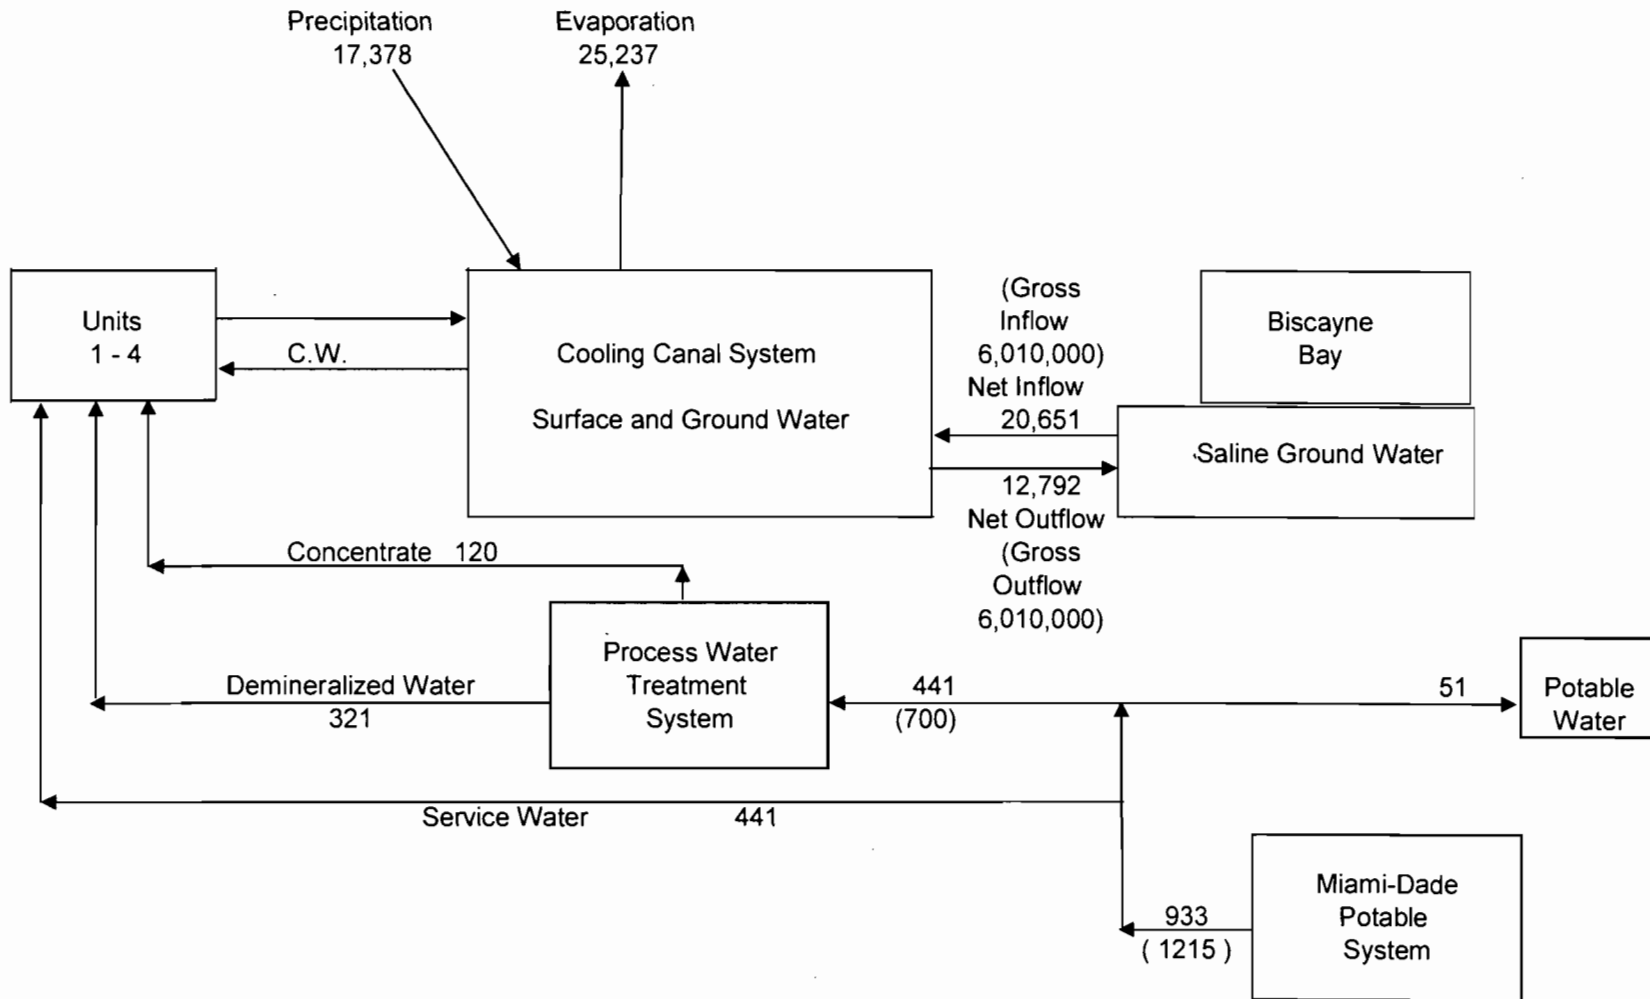 Precipitation
17,378
Evaporation
25,237
Units
1 - 4
C.W.
Cooling Canal System
Surface and Ground Water
(Gross
Inflow
6,010,000)
Net Inflow
20,651
12,792
Net Outflow
(Gross
Outflow
6,010,000)
Biscayne
Bay
Saline Ground Water
Concentrate 120
Process Water
Treatment
System
Demineralized Water
321
441
(700)
51
Potable
Water
Service Water 441
933
( 1215 )
Miami-Dade
Potable
System